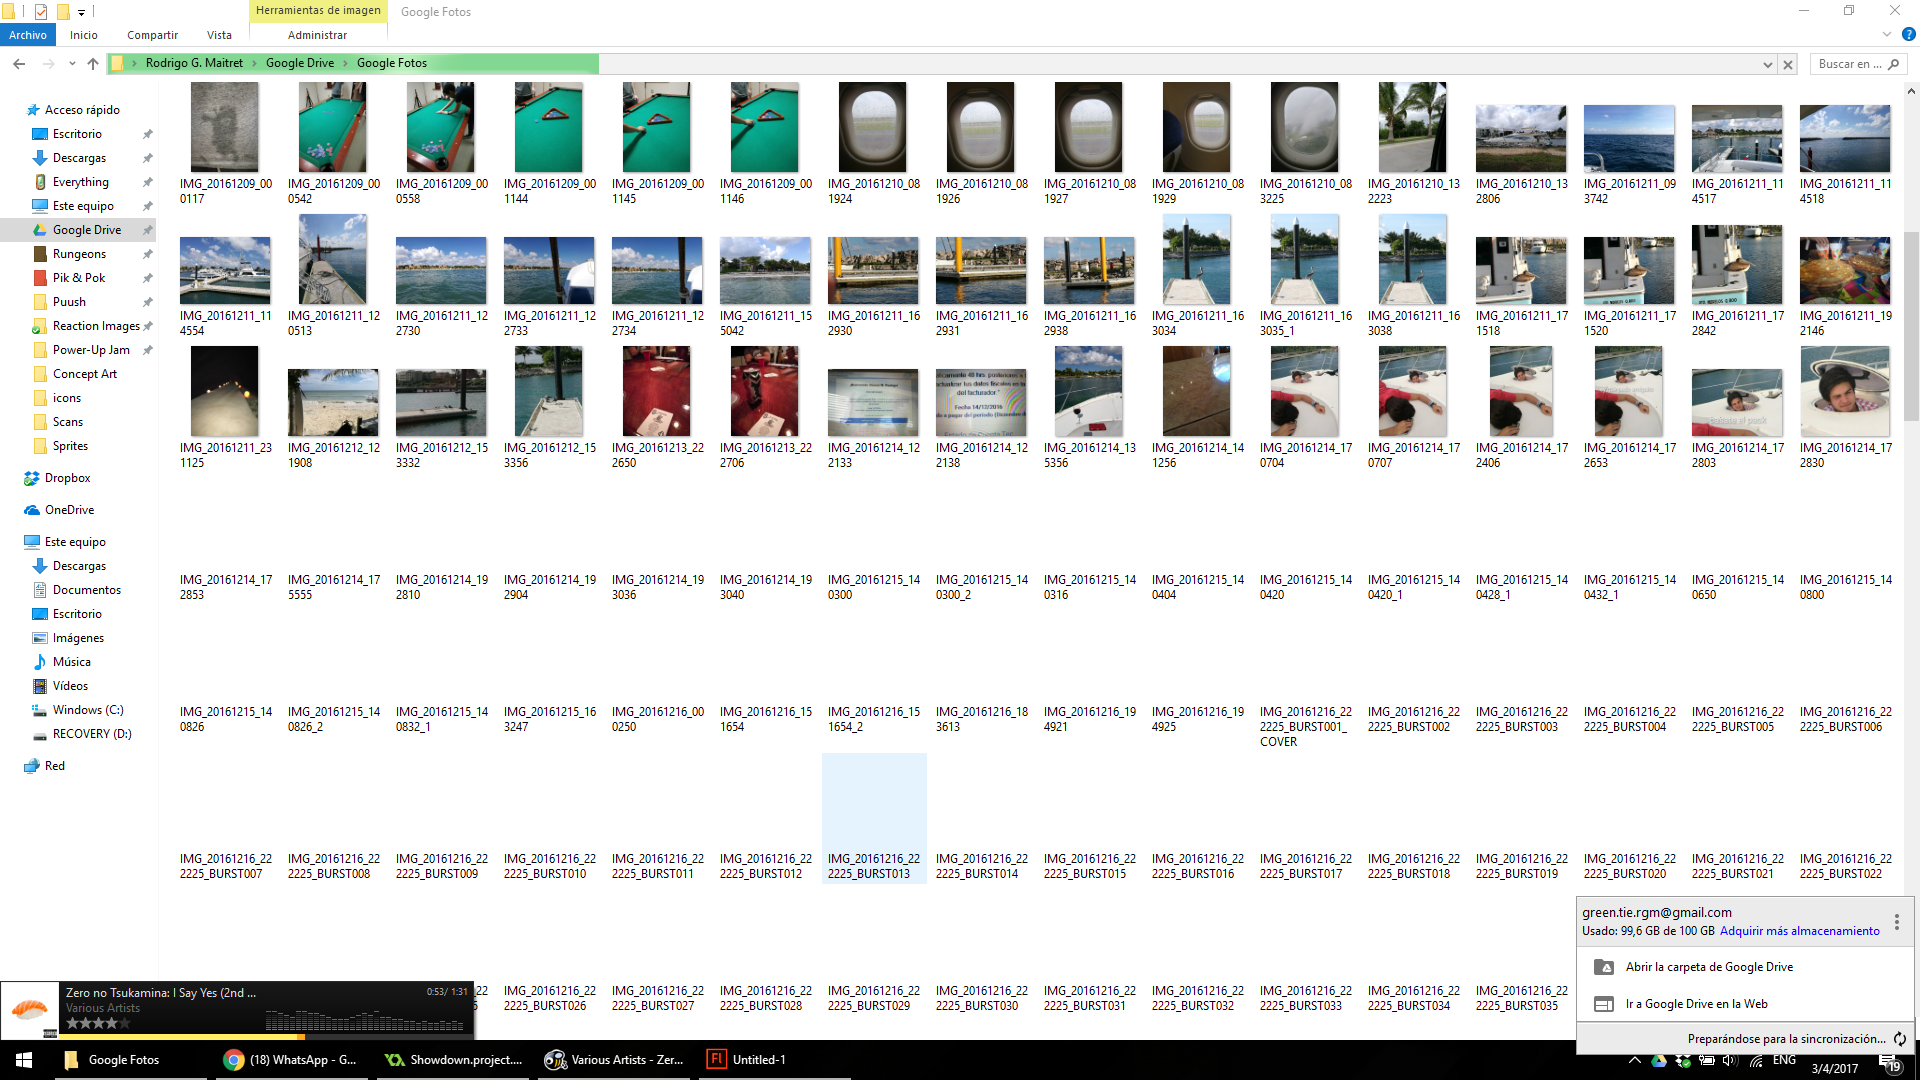 Herramientas de imagen
Google Fotos
Archivo
Inicio
Compartir
Vista
Administrar
Rodrigo G. Maitret
Google Drive
Google Fotos
Buscar en ...
Acceso rápido
Escritorio
Descargas
Everything
Este equipo
Google Drive
Rungeons
Pik & Pok
Puush
Reaction Images
Power-Up Jam
Concept Art
icons
Scans
Sprites
Dropbox
OneDrive
Este equipo
Descargas
Documentos
Escritorio
Imágenes
Música
Vídeos
Windows (C:)
RECOVERY (D:)
Red
IMG_20161209_000117
IMG_20161209_000542
IMG_20161209_000558
IMG_20161209_001144
IMG_20161209_001145
IMG_20161209_001146
IMG_20161210_081924
IMG_20161210_081926
IMG_20161210_081927
IMG_20161210_081929
IMG_20161210_083225
IMG_20161210_132223
IMG_20161210_132806
IMG_20161211_093742
IMG_20161211_114517
IMG_20161211_114518
IMG_20161211_114554
IMG_20161211_120513
IMG_20161211_122730
IMG_20161211_122733
IMG_20161211_122734
IMG_20161211_155042
IMG_20161211_162930
IMG_20161211_162931
IMG_20161211_162938
IMG_20161211_163034
IMG_20161211_163035_1
IMG_20161211_163038
IMG_20161211_171518
IMG_20161211_171520
IMG_20161211_172842
IMG_20161211_192146
IMG_20161211_231125
IMG_20161212_121908
IMG_20161212_153332
IMG_20161212_153356
IMG_20161213_222650
IMG_20161213_222706
IMG_20161214_122133
IMG_20161214_122138
IMG_20161214_135356
IMG_20161214_141256
IMG_20161214_170704
IMG_20161214_170707
IMG_20161214_172406
IMG_20161214_172653
IMG_20161214_172803
IMG_20161214_172830
IMG_20161214_172853
IMG_20161214_175555
IMG_20161214_192810
IMG_20161214_192904
IMG_20161214_193036
IMG_20161214_193040
IMG_20161215_140300
IMG_20161215_140300_2
IMG_20161215_140316
IMG_20161215_140404
IMG_20161215_140420
IMG_20161215_140420_1
IMG_20161215_140428_1
IMG_20161215_140432_1
IMG_20161215_140650
IMG_20161215_140800
IMG_20161215_140826
IMG_20161215_140826_2
IMG_20161215_140832_1
IMG_20161215_163247
IMG_20161216_000250
IMG_20161216_151654
IMG_20161216_151654_2
IMG_20161216_183613
IMG_20161216_194921
IMG_20161216_194925
IMG_20161216_222225_BURST001_COVER
IMG_20161216_222225_BURST002
IMG_20161216_222225_BURST003
IMG_20161216_222225_BURST004
IMG_20161216_222225_BURST005
IMG_20161216_222225_BURST006
IMG_20161216_222225_BURST007
IMG_20161216_222225_BURST008
IMG_20161216_222225_BURST009
IMG_20161216_222225_BURST010
IMG_20161216_222225_BURST011
IMG_20161216_222225_BURST012
IMG_20161216_222225_BURST013
IMG_20161216_222225_BURST014
IMG_20161216_222225_BURST015
IMG_20161216_222225_BURST016
IMG_20161216_222225_BURST017
IMG_20161216_222225_BURST018
IMG_20161216_222225_BURST019
IMG_20161216_222225_BURST020
IMG_20161216_222225_BURST021
IMG_20161216_222225_BURST022
IMG_20161216_222225_BURST026
IMG_20161216_222225_BURST027
IMG_20161216_222225_BURST028
IMG_20161216_222225_BURST029
IMG_20161216_222225_BURST030
IMG_20161216_222225_BURST031
IMG_20161216_222225_BURST032
IMG_20161216_222225_BURST033
IMG_20161216_222225_BURST034
IMG_20161216_222225_BURST035
green.tie.rgm@gmail.com
Usado: 99,6 GB de 100 GB Adquirir más almacenamiento
Abrir la carpeta de Google Drive
Ir a Google Drive en la Web
Preparándose para la sincronización...
Zero no Tsukamina: I Say Yes (2nd ...
0:53/ 1:31
Various Artists
Google Fotos
(18) WhatsApp - G...
Showdown.project....
Various Artists - Zer...
Untitled-1
ENG
3/4/2017
19